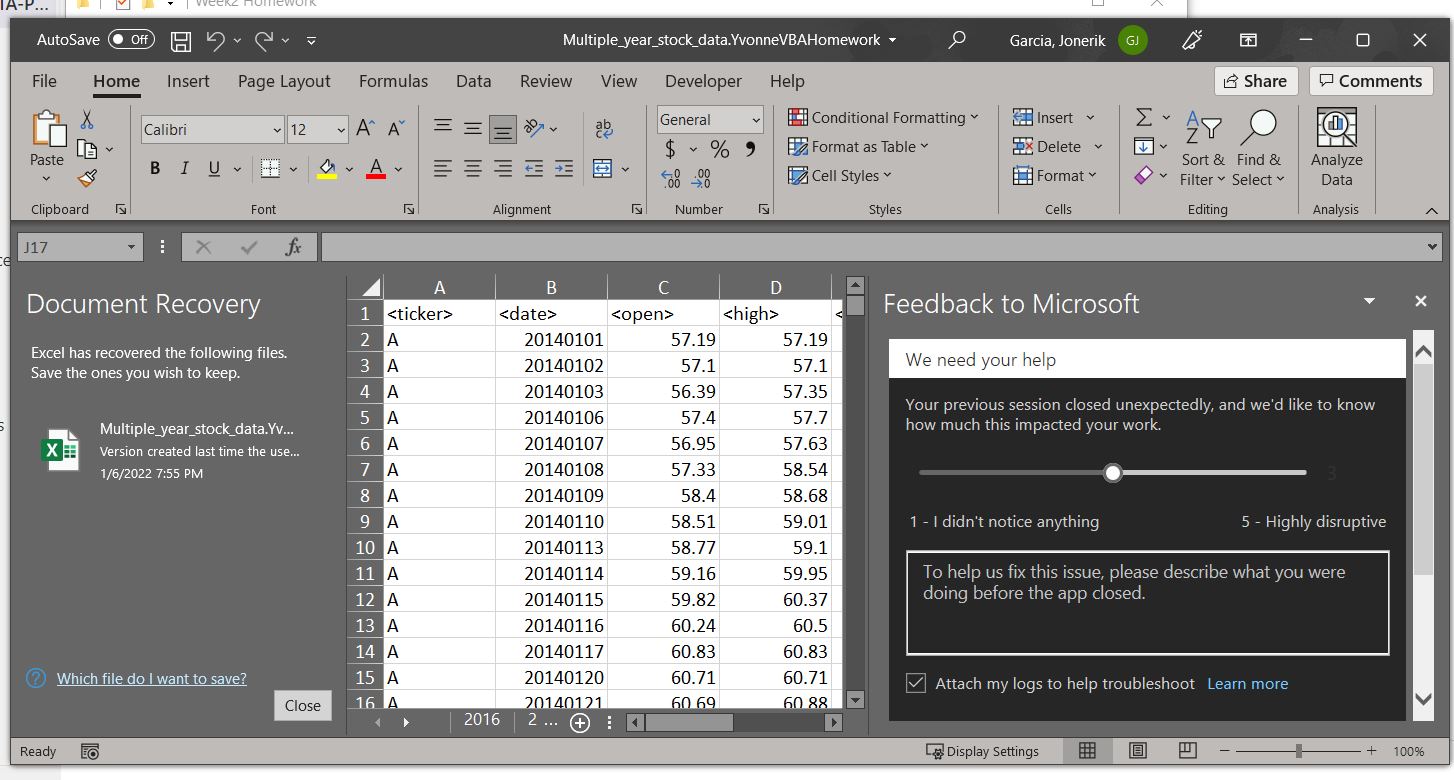 TA-P...
Week2 Homework
AutoSave Off
Multiple_year_stock_data.YvonneVBAHomework
Garcia, Jonerik GJ
File Home Insert Page Layout Formulas Data Review View Developer Help
Share Comments
Paste
Clipboard
Calibri 12
B I U A
Font
ab
Alignment
General
$ % ,
Number
Conditional Formatting
Format as Table
Cell Styles
Styles
Insert
Delete
Format
Cells
Sort &
Filter
Find &
Select
Editing
Analyze
Data
Analysis
J17 fx
Document Recovery
Excel has recovered the following files.
Save the ones you wish to keep.
Multiple_year_stock_data.Yv...
Version created last time the use...
1/6/2022 7:55 PM
Which file do I want to save?
Close
A B C D
1 <ticker> <date> <open> <high> <
2 A 20140101 57.19 57.19
3 A 20140102 57.1 57.1
4 A 20140103 56.39 57.35
5 A 20140106 57.4 57.7
6 A 20140107 56.95 57.63
7 A 20140108 57.33 58.54
8 A 20140109 58.4 58.68
9 A 20140110 58.51 59.01
10 A 20140113 58.77 59.1
11 A 20140114 59.16 59.95
12 A 20140115 59.82 60.37
13 A 20140116 60.24 60.5
14 A 20140117 60.83 60.83
15 A 20140120 60.71 60.71
16 A 20140121 60.69 60.88
2016 2 ...
Feedback to Microsoft
We need your help
Your previous session closed unexpectedly, and we'd like to know
how much this impacted your work.
3
1 - I didn't notice anything 5 - Highly disruptive
To help us fix this issue, please describe what you were
doing before the app closed.
Attach my logs to help troubleshoot Learn more
Ready
Display Settings
100%